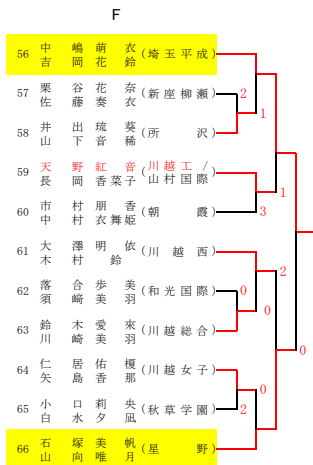 F
56 中嶋萌衣 吉岡花鈴 (埼玉平成)
57 栗谷花奈 佐藤奏衣 (新座柳瀬) 2
1
58 井出琉葵 山下音稀 (所沢)
59 天野紅音 長岡香菜子 (川越工/山村国際) 1
3
60 市村朋香 中村衣舞姫 (朝霞)
61 大澤明依 木村鈴 (川越西)
2
62 落合歩美 須崎美羽 (和光国際) 0
0
63 鈴木愛來 川崎美羽 (川越総合)
0
64 仁居佑榎 矢島香那 (川越女子)
0
65 小口莉央 白水夕凪 (秋草学園) 2
66 石塚美帆 山向唯月 (星野)